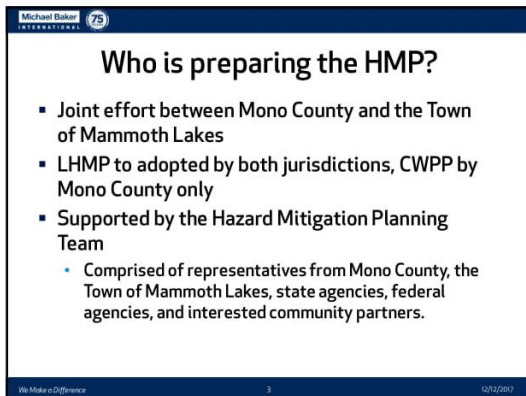 Michael Baker
INTERNATIONAL
75
Who is preparing the HMP?
▪ Joint effort between Mono County and the Town
of Mammoth Lakes
▪ LHMP to adopted by both jurisdictions, CWPP by
Mono County only
▪ Supported by the Hazard Mitigation Planning
Team
• Comprised of representatives from Mono County, the
Town of Mammoth Lakes, state agencies, federal
agencies, and interested community partners.
We Make a Difference 3 12/12/2017